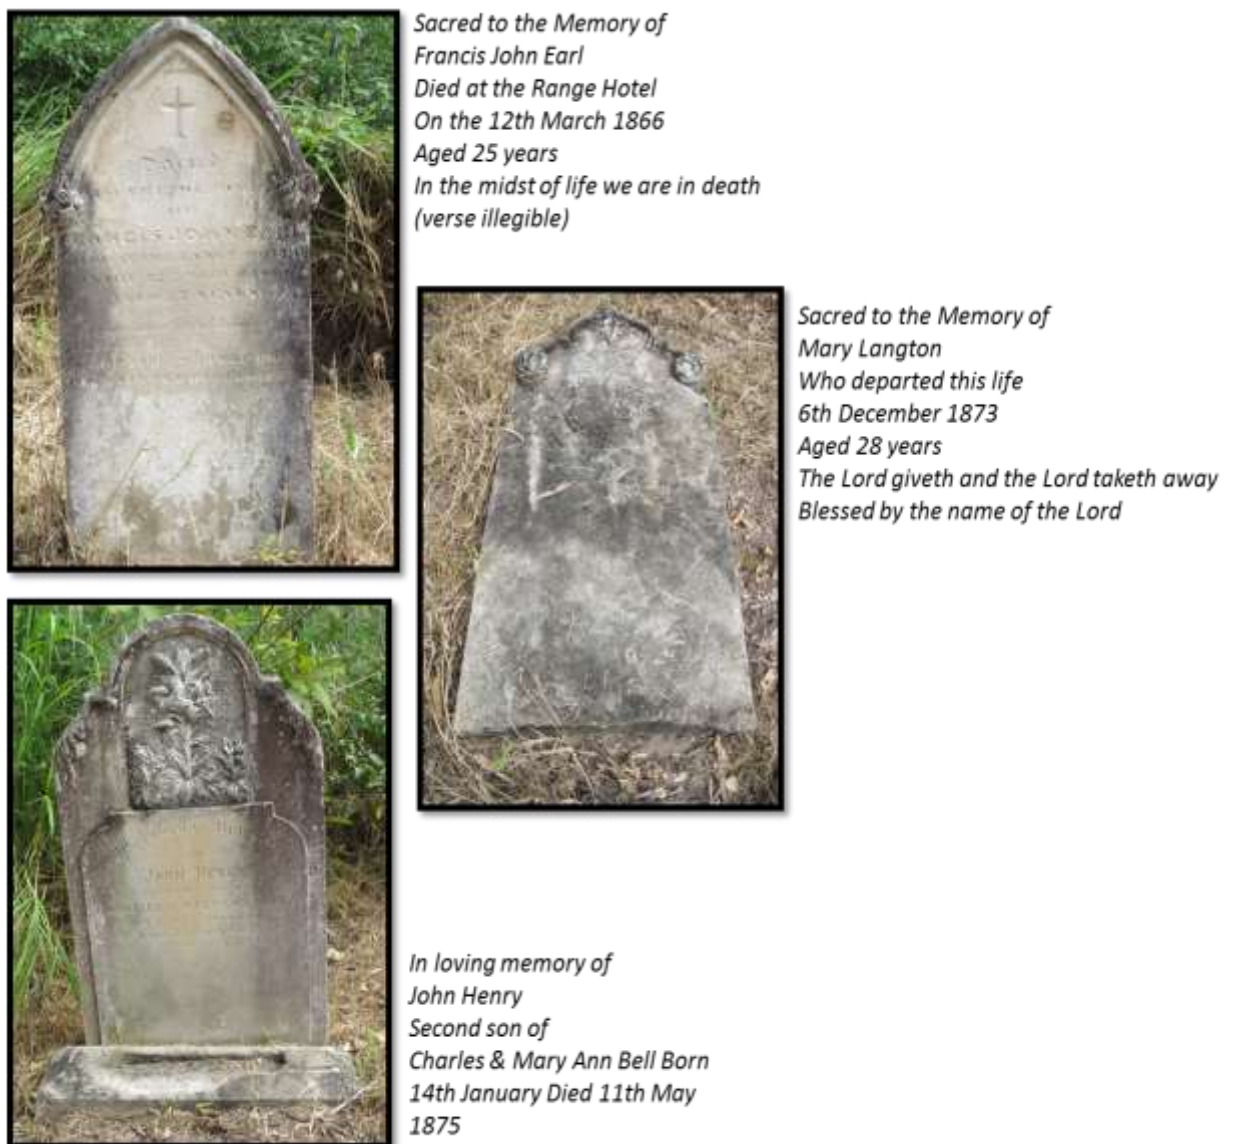 Sacred to the Memory of
Francis John Earl
Died at the Range Hotel
On the 12th March 1866
Aged 25 years
In the midst of life we are in death
(verse illegible)
Sacred to the Memory of
Mary Langton
Who departed this life
6th December 1873
Aged 28 years
The Lord giveth and the Lord taketh away
Blessed by the name of the Lord
In loving memory of
John Henry
Second son of
Charles & Mary Ann Bell Born
14th January Died 11th May
1875